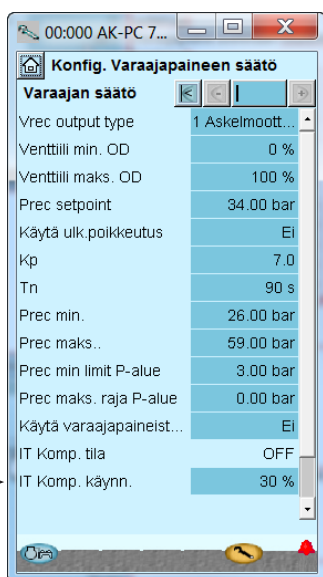 00:000 AK-PC 7...
Konfig. Varaajapaineen säätö
Varaajan säätö
Vrec output type 1 Askelmoott...
Venttiili min. OD 0 %
Venttiili maks. OD 100 %
Prec setpoint 34.00 bar
Käytä ulk.poikkeutus Ei
Kp 7.0
Tn 90 s
Prec min. 26.00 bar
Prec maks.. 59.00 bar
Prec min limit P-alue 3.00 bar
Prec maks. raja P-alue 0.00 bar
Käytä varaajapaineist... Ei
IT Komp. tila OFF
IT Komp. käynn. 30 %